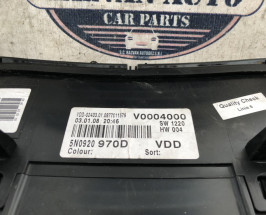 AUTO
CAR PARTS
V0004000
03.01.08 20:46
SW 1220
HW 004
5N0920 970D
VDD
Colour:
Sort:
Quality Check